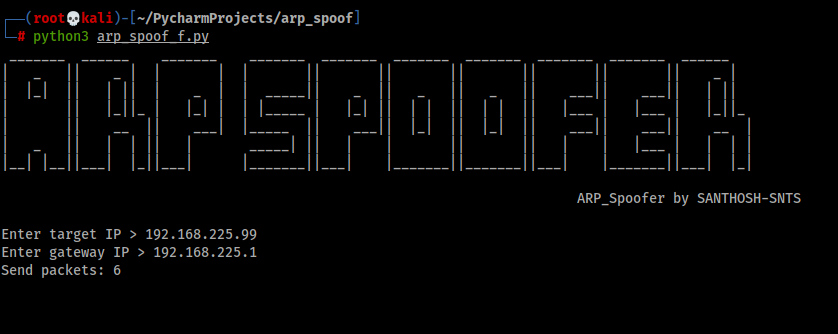 (root💀kali)-[~/PycharmProjects/arp_spoof]
# python3 arp_spoof_f.py
ARP SPOOFER
ARP_Spoofer by SANTHOSH-SNTS
Enter target IP > 192.168.225.99
Enter gateway IP > 192.168.225.1
Send packets: 6